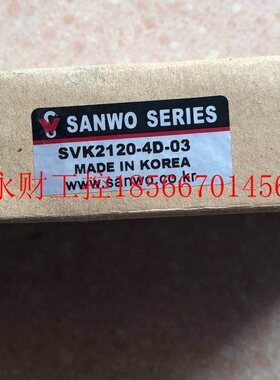 SANWO SERIES
SVK2120-4D-03
MADE IN KOREA
www.sanwo.co.kr
永财工控18566701456